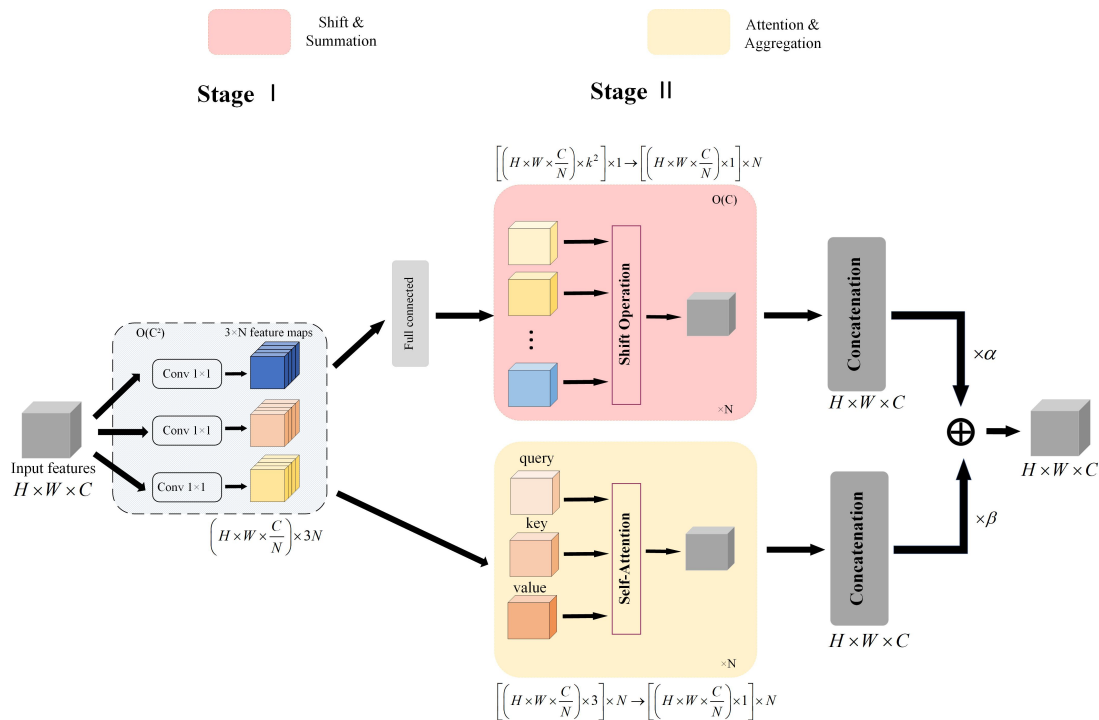 Shift &
Summation
Attention &
Aggregation
Stage Ⅰ
Stage Ⅱ
[(H×W×C/N)×k²]×1→[(H×W×C/N)×1]×N
O(C)
Shift Operation
...
×N
Full connected
O(C²)
3×N feature maps
Conv 1×1
Conv 1×1
Conv 1×1
Input features
H×W×C
(H×W×C/N)×3N
query
key
value
Self-Attention
×N
[(H×W×C/N)×3]×N→[(H×W×C/N)×1]×N
Concatenation
H×W×C
×α
Concatenation
H×W×C
×β
⊕
H×W×C